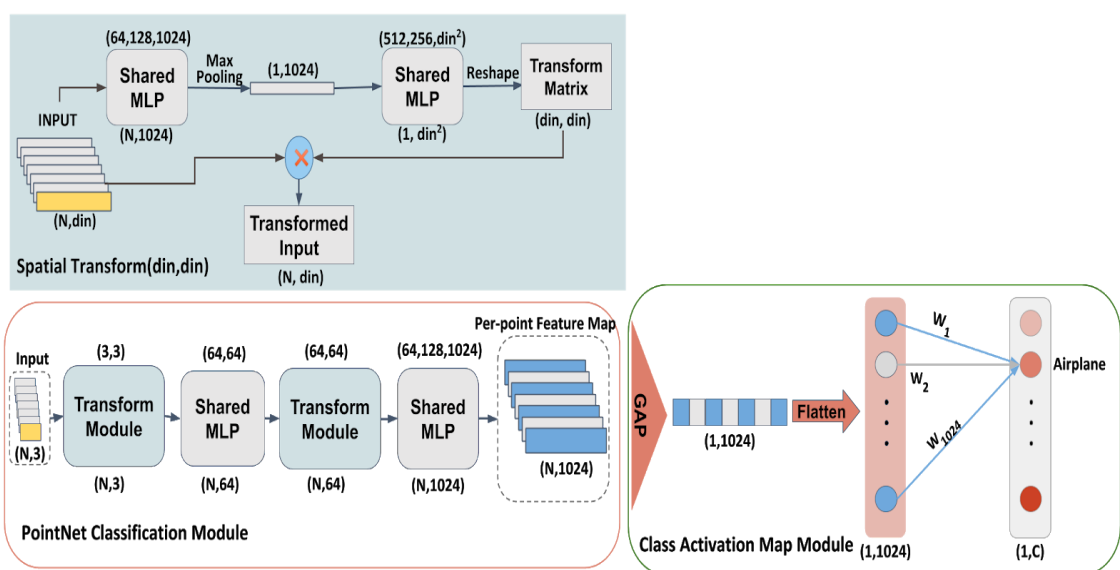 (64,128,1024)
Shared
MLP
(N,1024)
Max
Pooling
(1,1024)
(512,256,din²)
Shared
MLP
(1, din²)
Reshape
Transform
Matrix
(din, din)
INPUT
(N,din)
×
Transformed
Input
(N, din)
Spatial Transform(din,din)
Input
(N,3)
(3,3)
Transform
Module
(N,3)
(64,64)
Shared
MLP
(N,64)
(64,64)
Transform
Module
(N,64)
(64,128,1024)
Shared
MLP
(N,1024)
Per-point Feature Map
(N,1024)
PointNet Classification Module
GAP
(1,1024)
Flatten
W₁
W₂
W₁₀₂₄
Airplane
(1,1024)
(1,C)
Class Activation Map Module